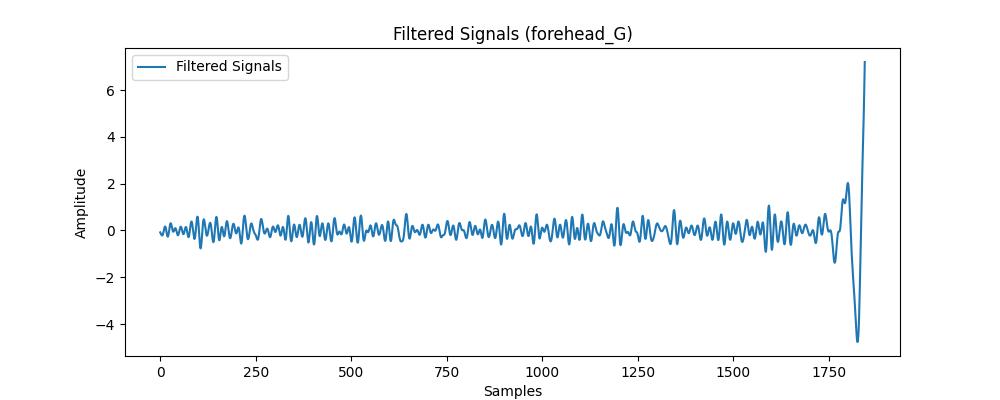 Filtered Signals (forehead_G)
Filtered Signals
6
4
2
0
−2
−4
Amplitude
0 250 500 750 1000 1250 1500 1750
Samples